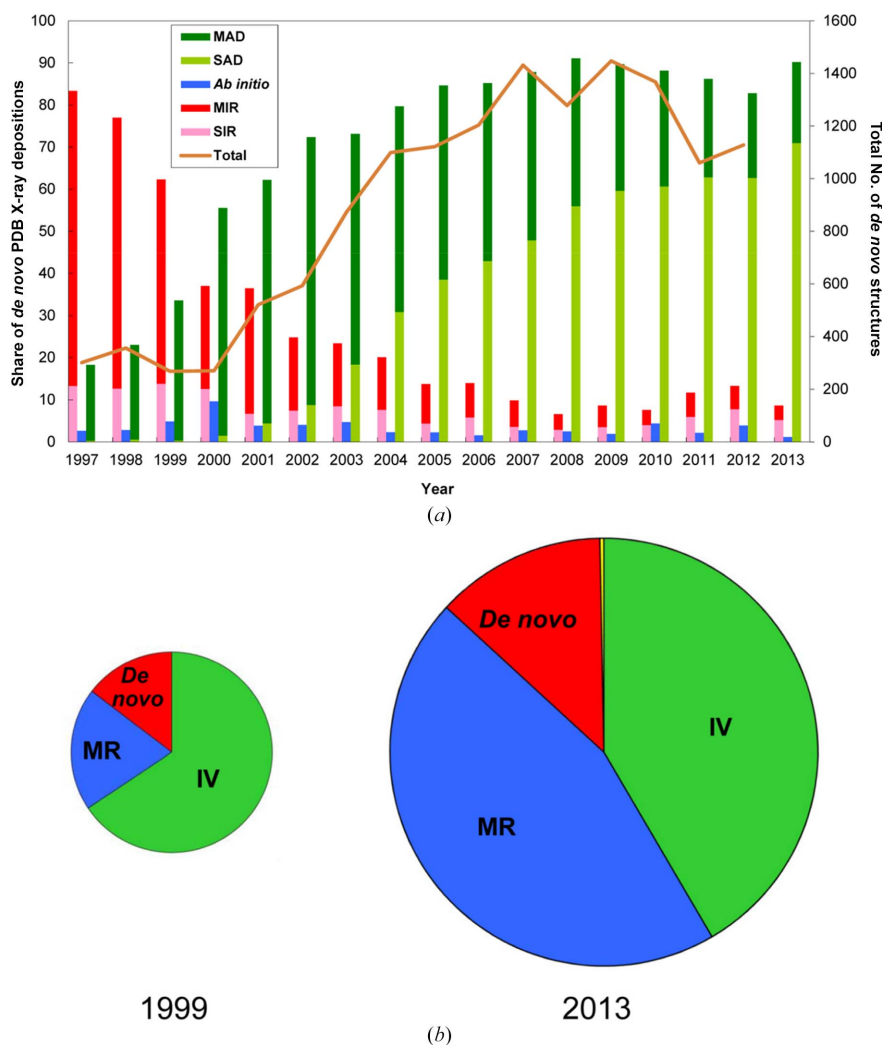 100
90
80
70
60
50
40
30
20
10
0
Share of de novo PDB X-ray depositions
MAD
SAD
Ab initio
MIR
SIR
Total
1600
1400
1200
1000
800
600
400
200
0
Total No. of de novo structures
1997 1998 1999 2000 2001 2002 2003 2004 2005 2006 2007 2008 2009 2010 2011 2012 2013
Year
(a)
De
novo
MR
IV
De novo
IV
MR
1999
2013
(b)